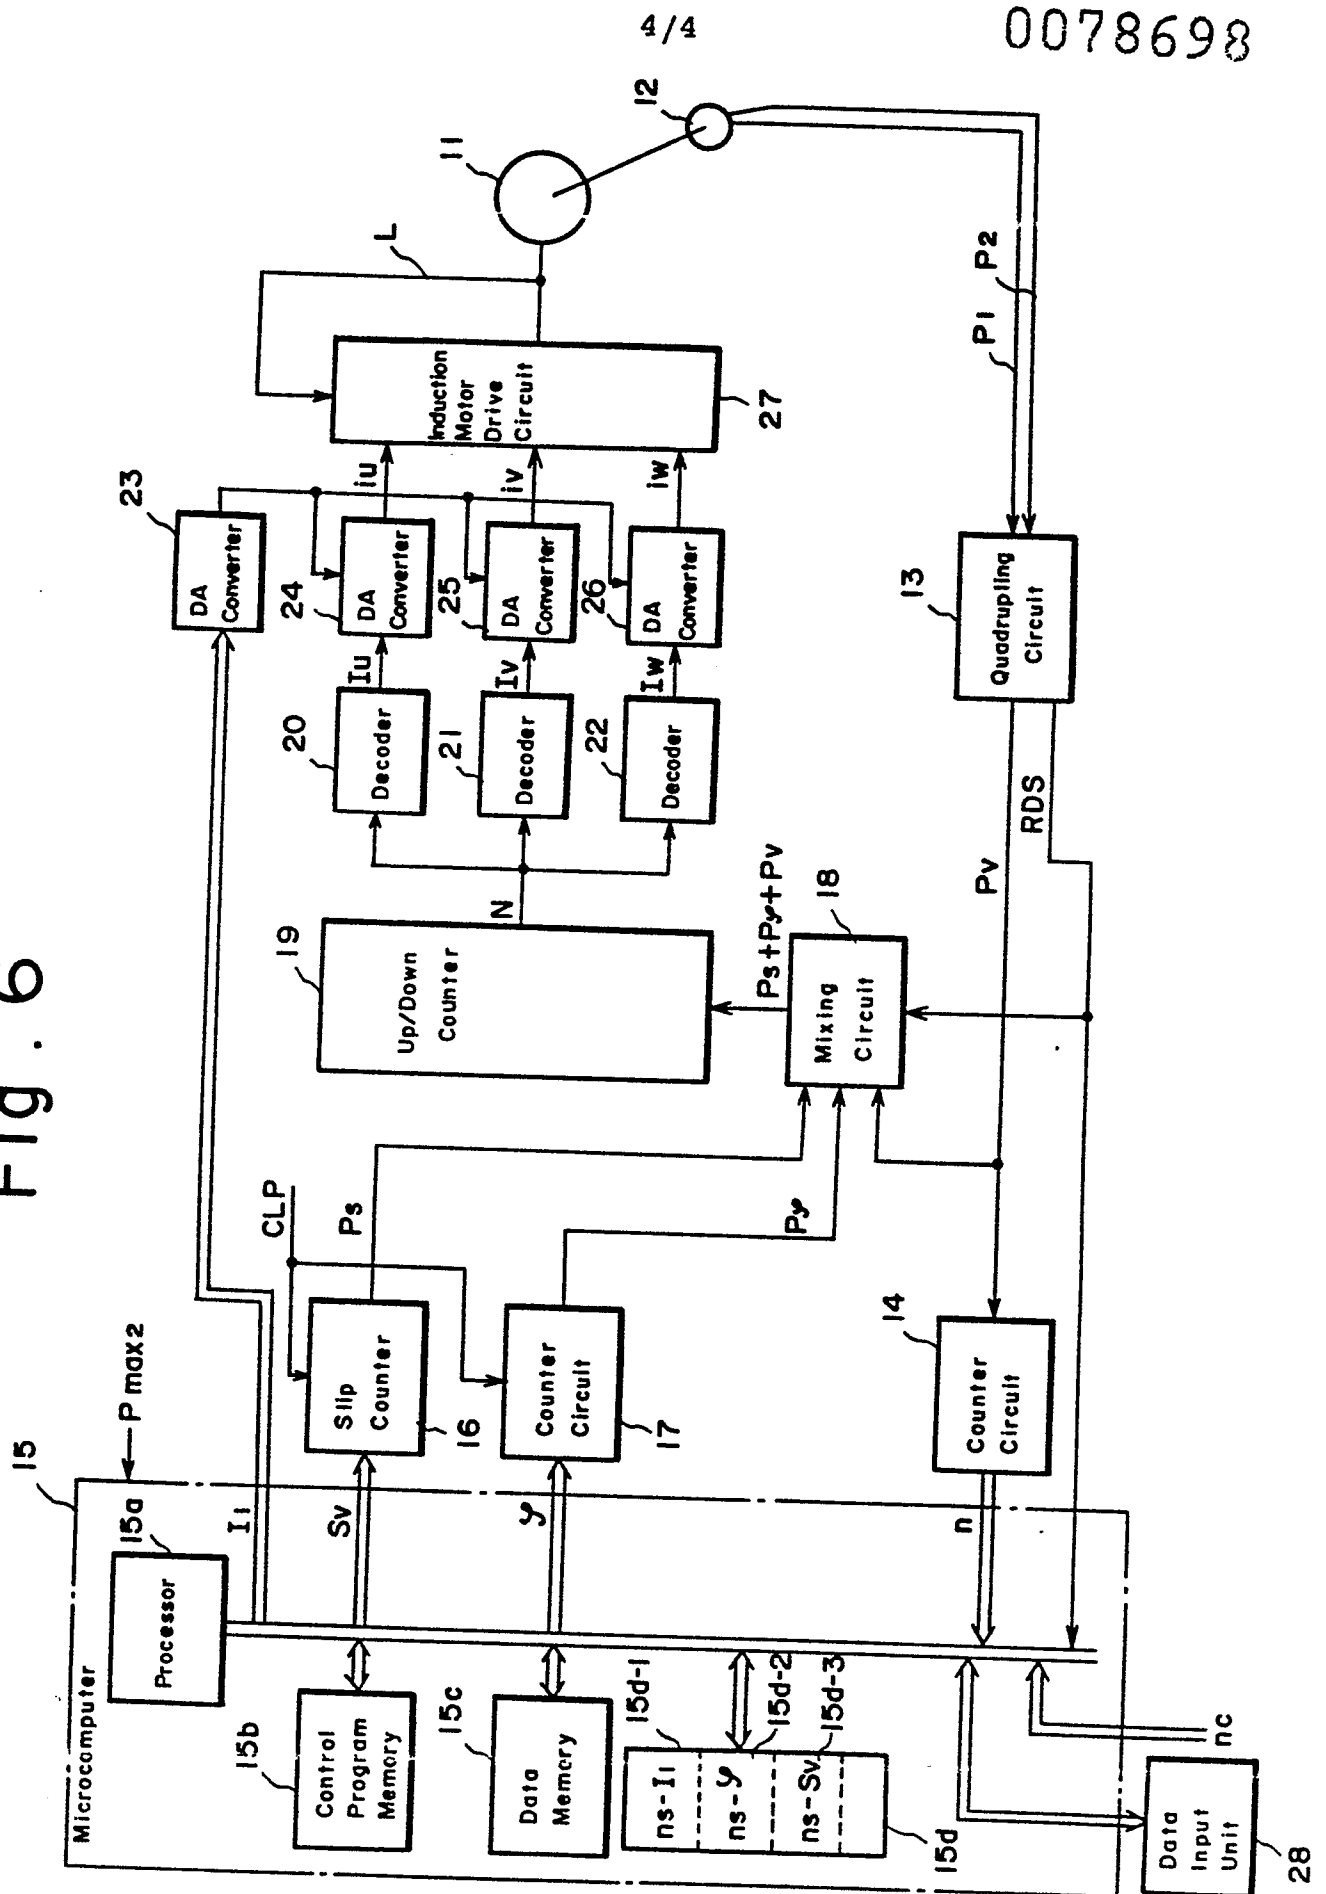 4/4
0078698
Fig. 6
15
P max2
Microcomputer
15a
Processor
15b
Control
Program
Memory
15c
Data
Memory
15d-1
15d-2
15d-3
ns-I1
ns-φ
ns-Sv
15d
Data
Input
Unit
28
nc
I1
Sv
φ
n
CLP
Slip
Counter
16
Ps
Counter
Circuit
17
Pφ
14
Counter
Circuit
19
Up/Down
Counter
N
Ps+Pφ+Pv
18
Mixing
Circuit
Pv
RDS
20
Decoder
21
Decoder
22
Decoder
Iu
Iv
Iw
23
DA
Converter
24
DA
Converter
25
DA
Converter
26
DA
Converter
iu
iv
iw
Induction
Motor
Drive
Circuit
27
L
11
12
P1
P2
13
Quadrupling
Circuit